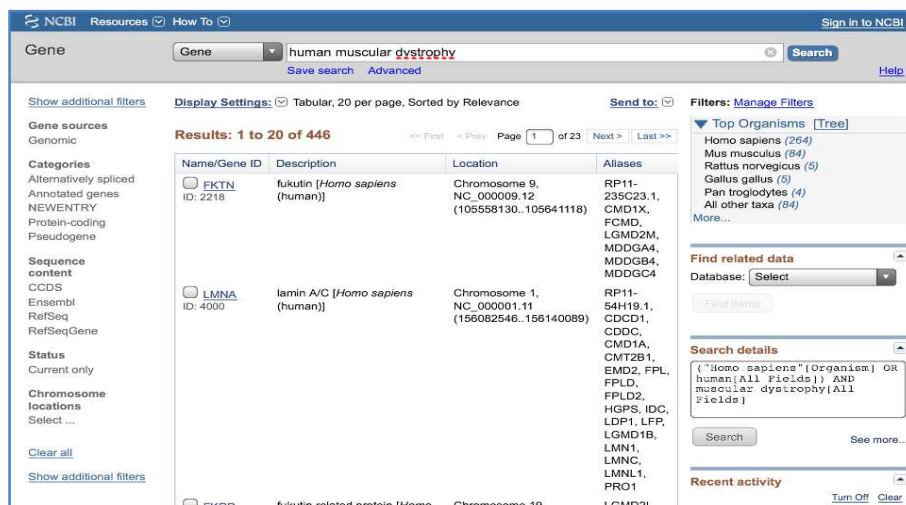 NCBI Resources How To Sign in to NCBI
Gene
Gene human muscular dystrophy Search
Save search Advanced Help
Show additional filters
Gene sources
Genomic
Categories
Alternatively spliced
Annotated genes
NEWENTRY
Protein-coding
Pseudogene
Sequence
content
CCDS
Ensembl
RefSeq
RefSeqGene
Status
Current only
Chromosome
locations
Select ...
Clear all
Show additional filters
Display Settings: Tabular, 20 per page, Sorted by Relevance Send to:
Results: 1 to 20 of 446 << First < Prev Page 1 of 23 Next > Last >>
Name/Gene ID Description Location Aliases
FKTN fukutin [Homo sapiens Chromosome 9, RP11-
ID: 2218 (human)] NC_000009.12 235C23.1,
(105558130..105641118) CMD1X,
FCMD,
LGMD2M,
MDDGA4,
MDDGB4,
MDDGC4
LMNA lamin A/C [Homo sapiens Chromosome 1, RP11-
ID: 4000 (human)] NC_000001.11 54H19.1,
(156082546..156140089) CDCD1,
CDDC,
CMD1A,
CMT2B1,
EMD2, FPL,
FPLD,
FPLD2,
HGPS, IDC,
LDP1, LFP,
LGMD1B,
LMN1,
LMNC,
LMNL1,
PRO1
Filters: Manage Filters
Top Organisms [Tree]
Homo sapiens (264)
Mus musculus (84)
Rattus norvegicus (5)
Gallus gallus (5)
Pan troglodytes (4)
All other taxa (84)
More...
Find related data
Database: Select
Find items
Search details
("Homo sapiens"[Organism] OR
human[All Fields]) AND
muscular dystrophy[All
Fields]
Search See more...
Recent activity
Turn Off Clear